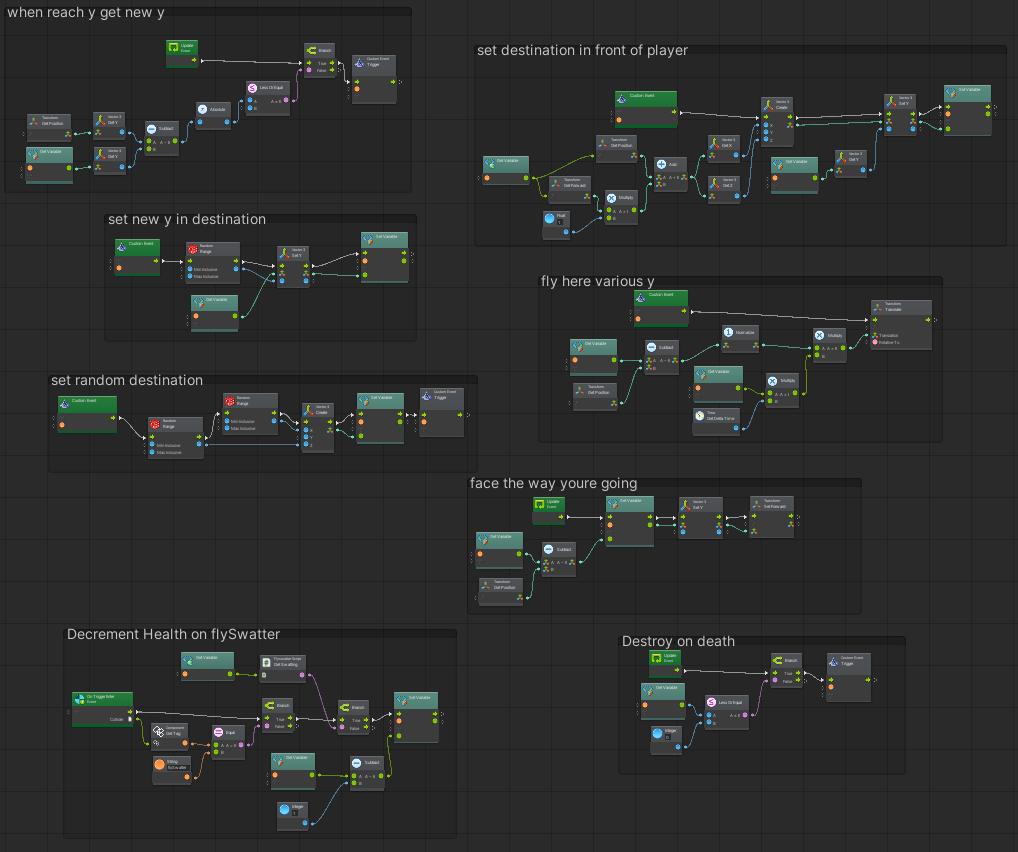 when reach y get new y
Update
Event
Branch
True
False
Custom Event
Trigger
Less Or Equal
A
B
A ≤ B
Absolute
Subtract
A
B
A − B
Transform
Get Position
Vector 3
Get Y
Get Variable
Vector 3
Get Y
set destination in front of player
Custom Event
Vector 3
Create
X
Y
Z
Vector 3
Set Y
Set Variable
Transform
Get Position
Get Variable
Transform
Get Forward
Add
A
B
A + B
Vector 3
Get X
Vector 3
Get Z
Multiply
A
B
Float
1
Get Variable
Vector 3
Get Y
set new y in destination
Custom Event
Random
Range
Min Inclusive
Max Inclusive
Vector 3
Set Y
Set Variable
Get Variable
fly here various y
Custom Event
Transform
Translate
Translation
Relative To
Get Variable
Subtract
A
B
A − B
Normalize
Multiply
A
B
Transform
Get Position
Get Variable
Multiply
A
B
Time
Get Delta Time
set random destination
Custom Event
Random
Range
Min Inclusive
Max Inclusive
Random
Range
Min Inclusive
Max Inclusive
Vector 3
Create
X
Y
Z
Set Variable
Custom Event
Trigger
face the way youre going
Update
Event
Set Variable
Vector 3
Set Y
Transform
Set Forward
Get Variable
Subtract
A
B
A − B
Transform
Get Position
Decrement Health on flySwatter
Get Variable
Flyswatter Script
Get Swatting
On Trigger Enter
Event
Collider
Component
Get Tag
String
flySwatter
Equal
A
B
A = B
Branch
True
False
Branch
True
False
Set Variable
Get Variable
Subtract
A
B
A − B
Integer
1
Destroy on death
Update
Event
Branch
True
False
Custom Event
Trigger
Get Variable
Less Or Equal
A
B
A ≤ B
Integer
0